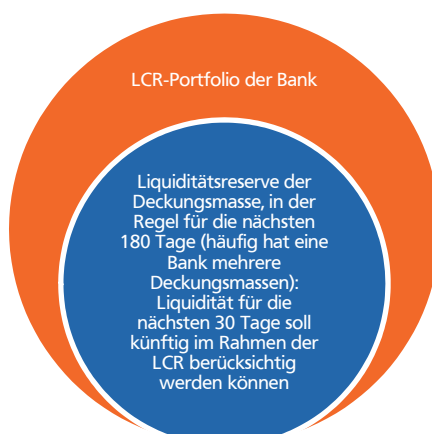 LCR-Portfolio der Bank
Liquiditätsreserve der
Deckungsmasse, in der
Regel für die nächsten
180 Tage (häufig hat eine
Bank mehrere
Deckungsmassen):
Liquidität für die
nächsten 30 Tage soll
künftig im Rahmen der
LCR berücksichtig
werden können